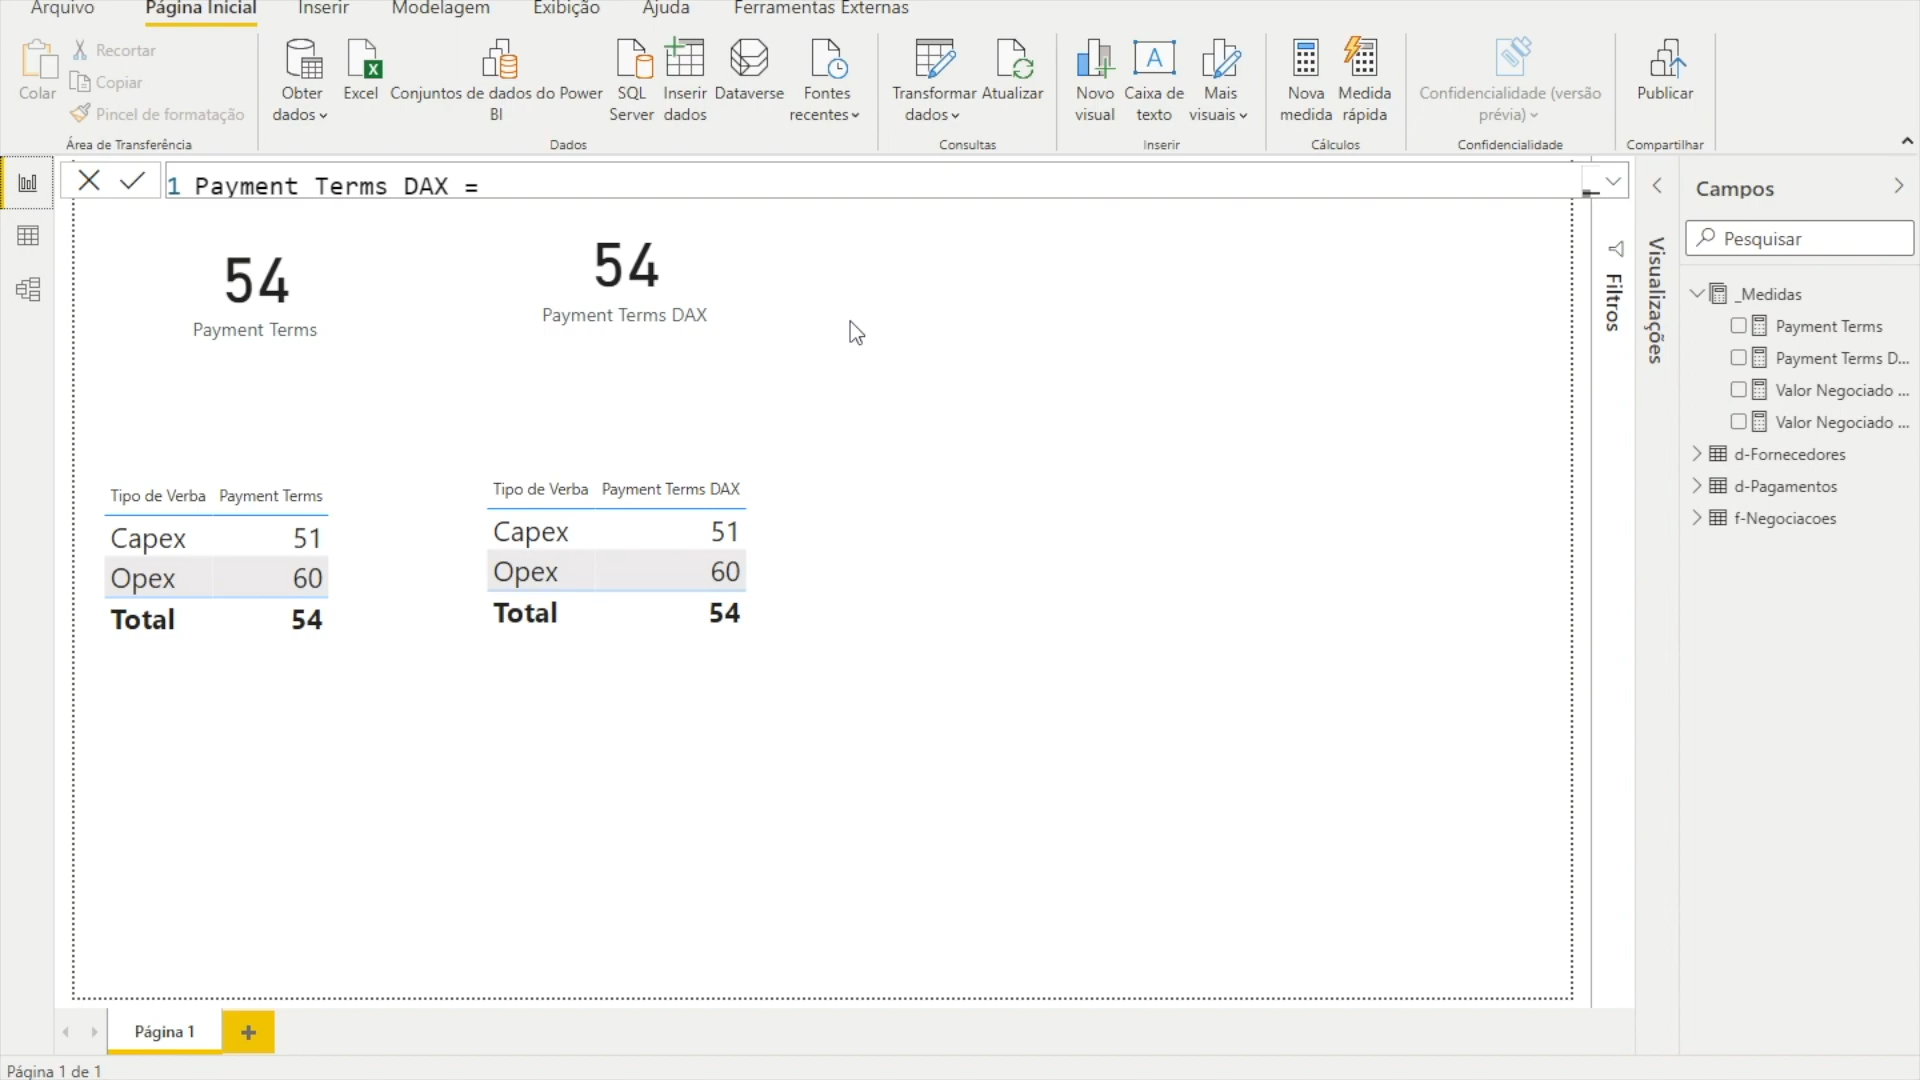 Arquivo Página Inicial Inserir Modelagem Exibição Ajuda Ferramentas Externas
Colar
Recortar
Copiar
Pincel de formatação
Área de Transferência
Obter dados
Excel
Conjuntos de dados do Power BI
SQL Server
Inserir dados
Dataverse
Fontes recentes
Dados
Transformar dados
Atualizar
Consultas
Novo visual
Caixa de texto
Mais visuais
Inserir
Nova medida
Medida rápida
Cálculos
Confidencialidade (versão prévia)
Confidencialidade
Publicar
Compartilhar
1 Payment Terms DAX =
54
Payment Terms
54
Payment Terms DAX
Tipo de Verba Payment Terms
Capex 51
Opex 60
Total 54
Tipo de Verba Payment Terms DAX
Capex 51
Opex 60
Total 54
Filtros
Visualizações
Campos
Pesquisar
_Medidas
Payment Terms
Payment Terms D...
Valor Negociado ...
Valor Negociado ...
d-Fornecedores
d-Pagamentos
f-Negociacoes
Página 1
Página 1 de 1